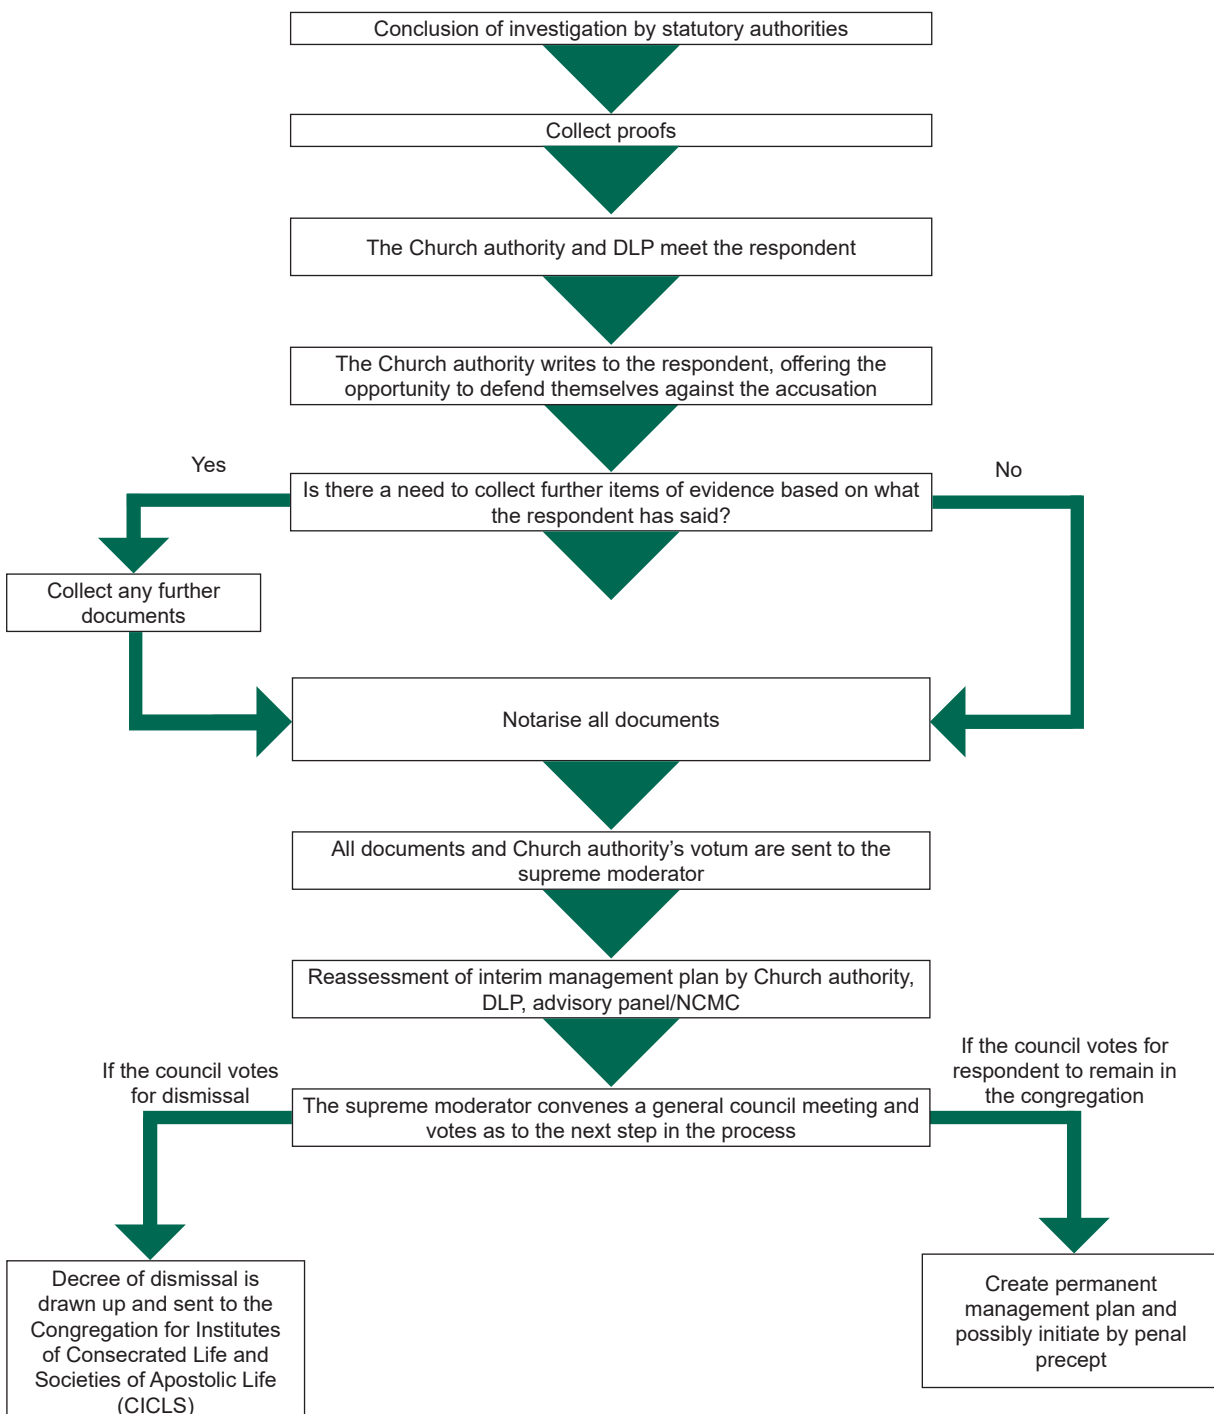 Conclusion of investigation by statutory authorities
Collect proofs
The Church authority and DLP meet the respondent
The Church authority writes to the respondent, offering the
opportunity to defend themselves against the accusation
Yes
No
Is there a need to collect further items of evidence based on what
the respondent has said?
Collect any further
documents
Notarise all documents
All documents and Church authority’s votum are sent to the
supreme moderator
Reassessment of interim management plan by Church authority,
DLP, advisory panel/NCMC
If the council votes
for dismissal
If the council votes for
respondent to remain in
the congregation
The supreme moderator convenes a general council meeting and
votes as to the next step in the process
Decree of dismissal is
drawn up and sent to the
Congregation for Institutes
of Consecrated Life and
Societies of Apostolic Life
(CICLS)
Create permanent
management plan and
possibly initiate by penal
precept